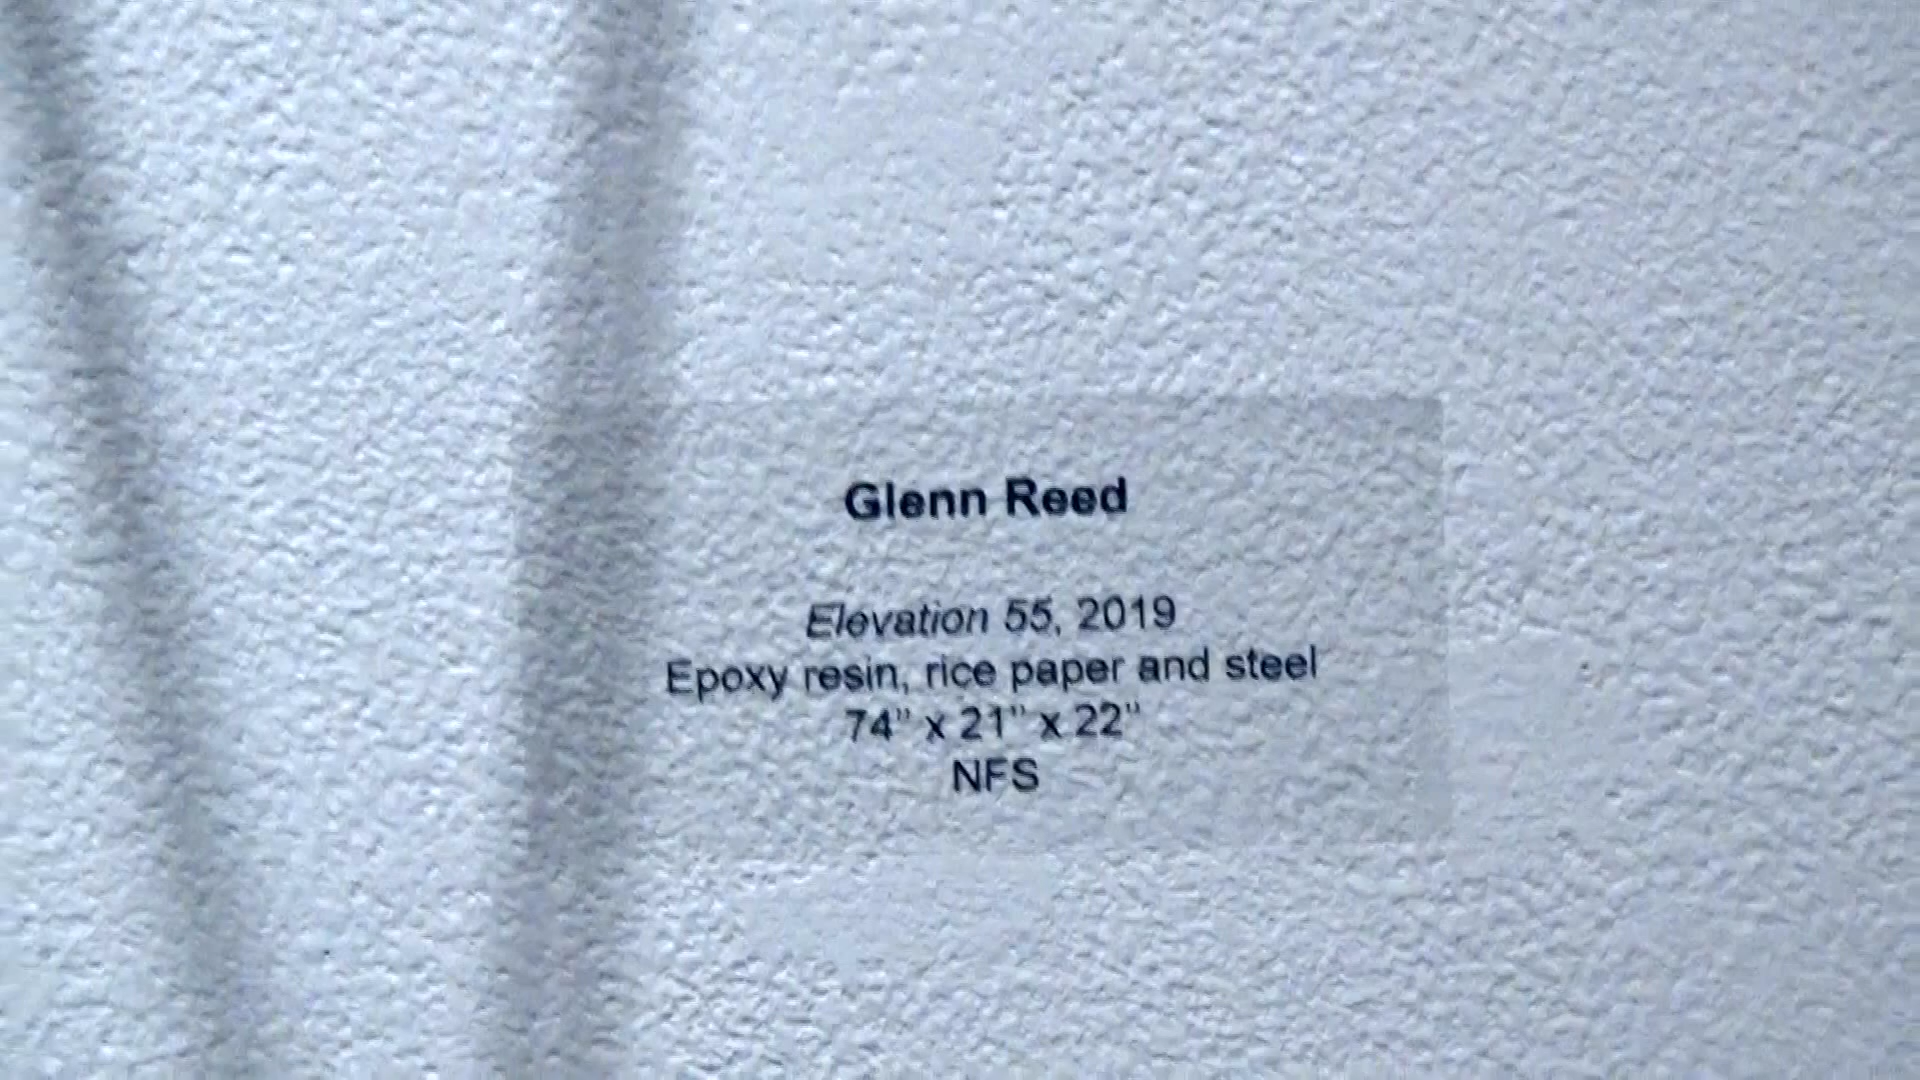 Glenn Reed
Elevation 55, 2019
Epoxy resin, rice paper and steel
74” x 21” x 22”
NFS